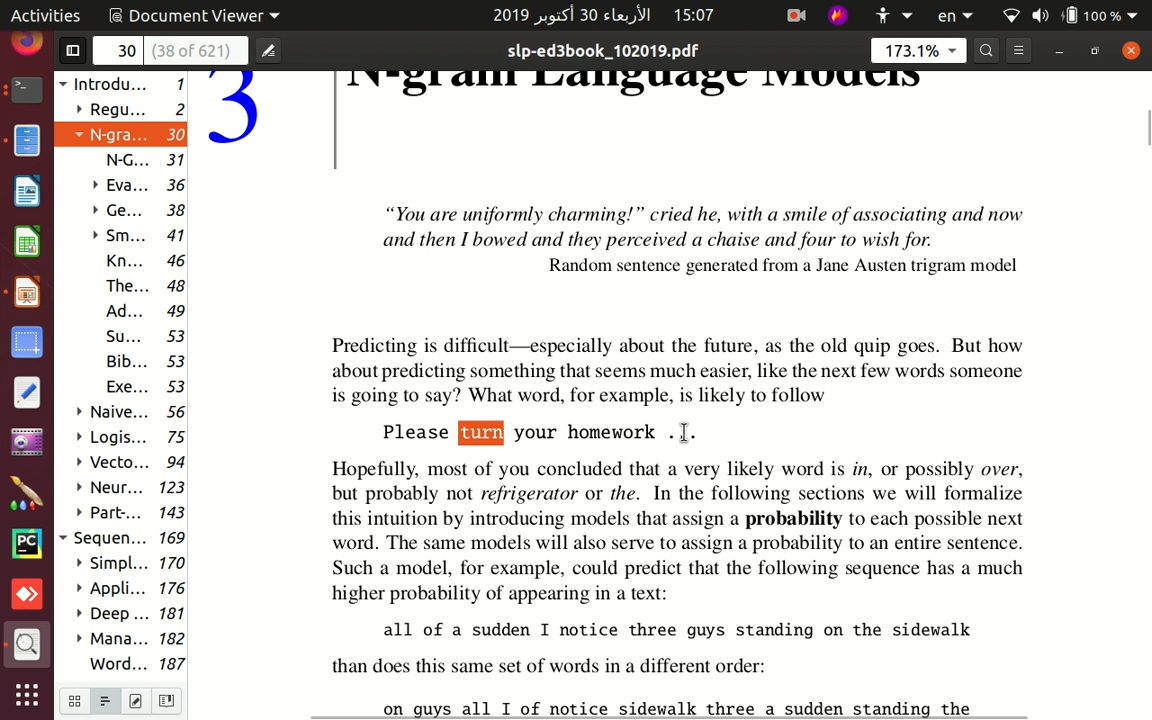 Activities Document Viewer الأربعاء 30 أكتوبر 2019 15:07 en 100 %
30 (38 of 621) slp-ed3book_102019.pdf 173.1%
Introdu... 1
Regu... 2
N-gra... 30
N-G... 31
Eva... 36
Ge... 38
Sm... 41
Kn... 46
The... 48
Ad... 49
Su... 53
Bib... 53
Exe... 53
Naive... 56
Logis... 75
Vecto... 94
Neur... 123
Part-... 143
Sequen... 169
Simpl... 170
Appli... 176
Deep ... 181
Mana... 182
Word... 187
3 N-gram Language Models
“You are uniformly charming!” cried he, with a smile of associating and now
and then I bowed and they perceived a chaise and four to wish for.
Random sentence generated from a Jane Austen trigram model
Predicting is difficult—especially about the future, as the old quip goes. But how
about predicting something that seems much easier, like the next few words someone
is going to say? What word, for example, is likely to follow
Please turn your homework ...
Hopefully, most of you concluded that a very likely word is in, or possibly over,
but probably not refrigerator or the. In the following sections we will formalize
this intuition by introducing models that assign a probability to each possible next
word. The same models will also serve to assign a probability to an entire sentence.
Such a model, for example, could predict that the following sequence has a much
higher probability of appearing in a text:
all of a sudden I notice three guys standing on the sidewalk
than does this same set of words in a different order:
on guys all I of notice sidewalk three a sudden standing the
PC